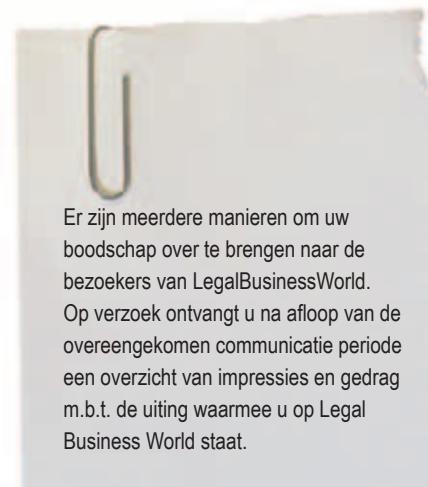 Er zijn meerdere manieren om uw
boodschap over te brengen naar de
bezoekers van LegalBusinessWorld.
Op verzoek ontvangt u na afloop van de
overeengekomen communicatie periode
een overzicht van impressies en gedrag
m.b.t. de uiting waarmee u op Legal
Business World staat.